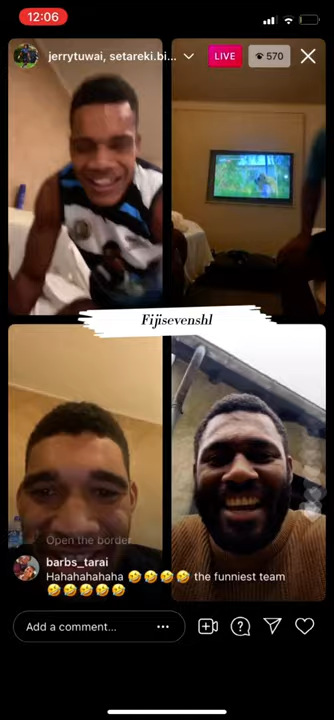 12:06
jerrytuwai, setareki.bi...
LIVE
570
Fijisevenshl
Open the border
barbs_tarai
Hahahahahaha 🤣🤣🤣🤣 the funniest team
🤣🤣🤣🤣🤣
Add a comment...